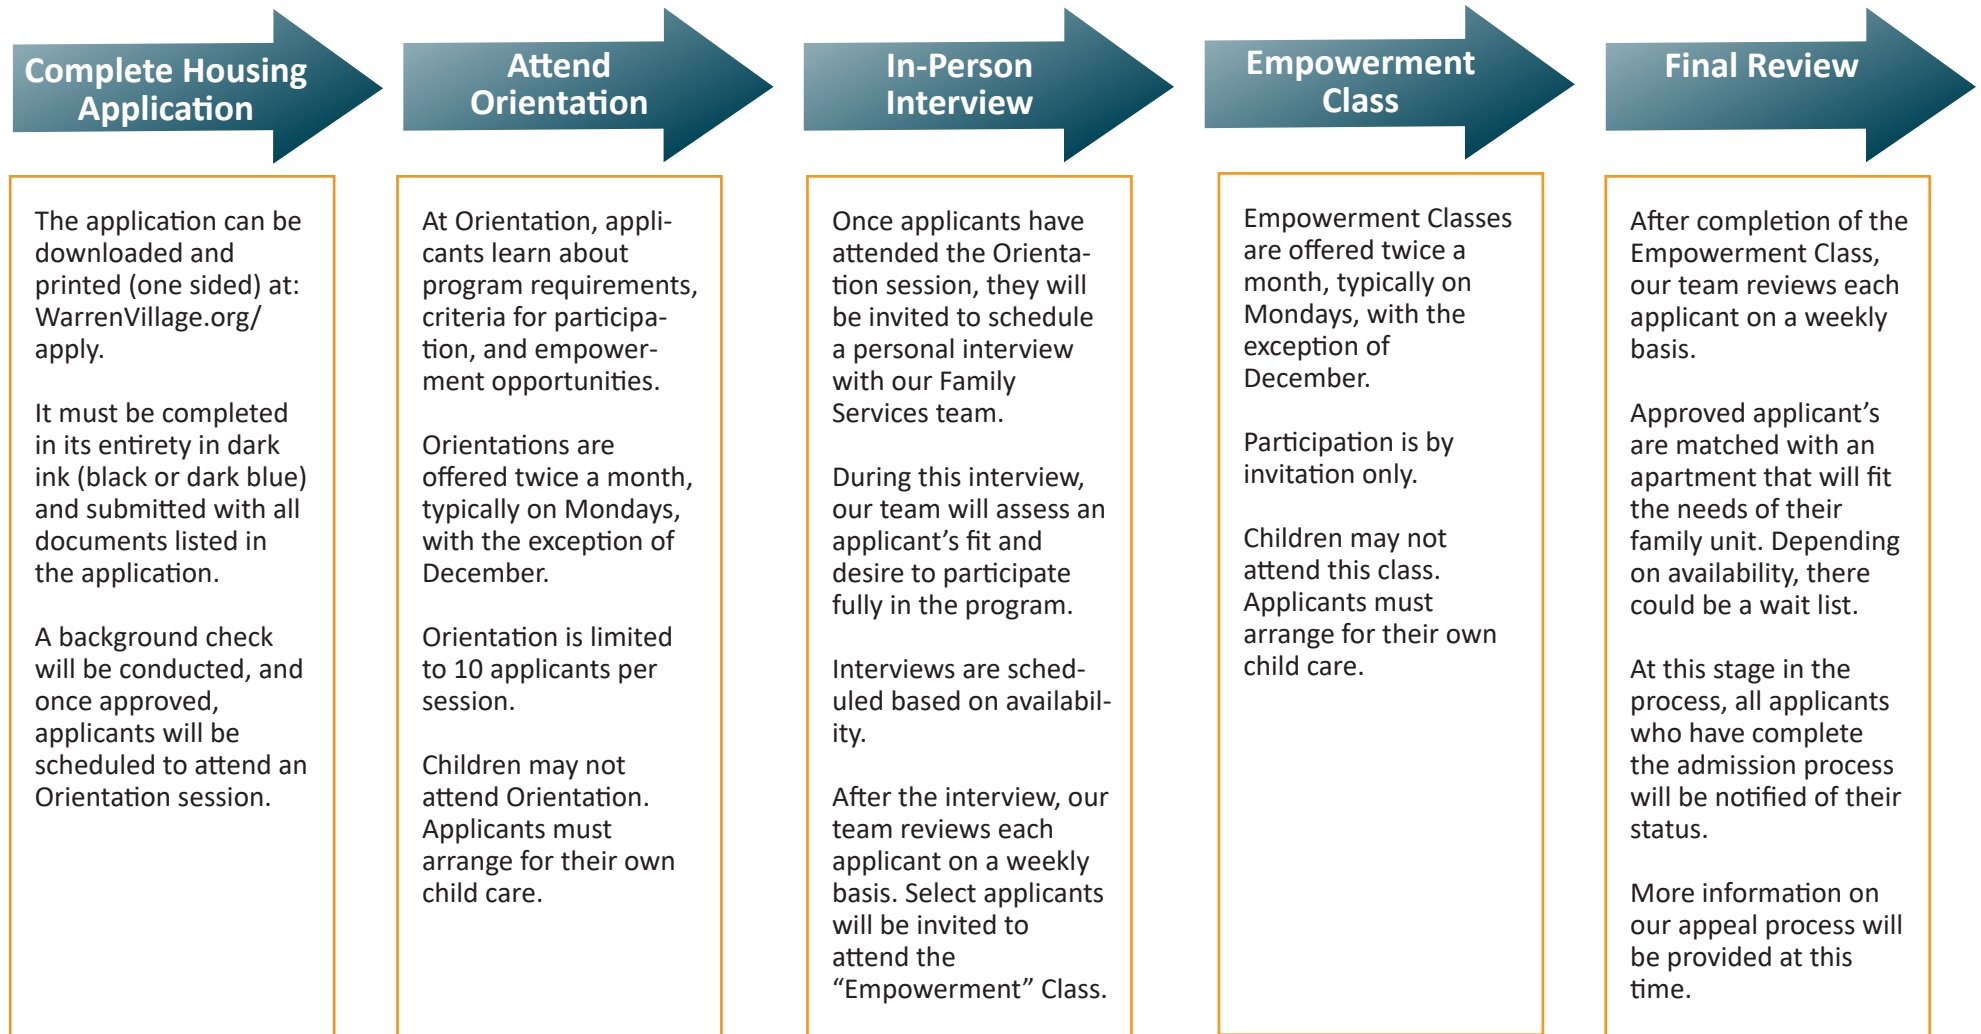 Complete Housing
Application
The application can be
downloaded and
printed (one sided) at:
WarrenVillage.org/
apply.
It must be completed
in its entirety in dark
ink (black or dark blue)
and submitted with all
documents listed in
the application.
A background check
will be conducted, and
once approved,
applicants will be
scheduled to attend an
Orientation session.
Attend
Orientation
At Orientation, appli-
cants learn about
program requirements,
criteria for participa-
tion, and empower-
ment opportunities.
Orientations are
offered twice a month,
typically on Mondays,
with the exception of
December.
Orientation is limited
to 10 applicants per
session.
Children may not
attend Orientation.
Applicants must
arrange for their own
child care.
In-Person
Interview
Once applicants have
attended the Orienta-
tion session, they will
be invited to schedule
a personal interview
with our Family
Services team.
During this interview,
our team will assess an
applicant’s fit and
desire to participate
fully in the program.
Interviews are sched-
uled based on availabil-
ity.
After the interview, our
team reviews each
applicant on a weekly
basis. Select applicants
will be invited to
attend the
“Empowerment” Class.
Empowerment
Class
Empowerment Classes
are offered twice a
month, typically on
Mondays, with the
exception of
December.
Participation is by
invitation only.
Children may not
attend this class.
Applicants must
arrange for their own
child care.
Final Review
After completion of the
Empowerment Class,
our team reviews each
applicant on a weekly
basis.
Approved applicant’s
are matched with an
apartment that will fit
the needs of their
family unit. Depending
on availability, there
could be a wait list.
At this stage in the
process, all applicants
who have complete
the admission process
will be notified of their
status.
More information on
our appeal process will
be provided at this
time.